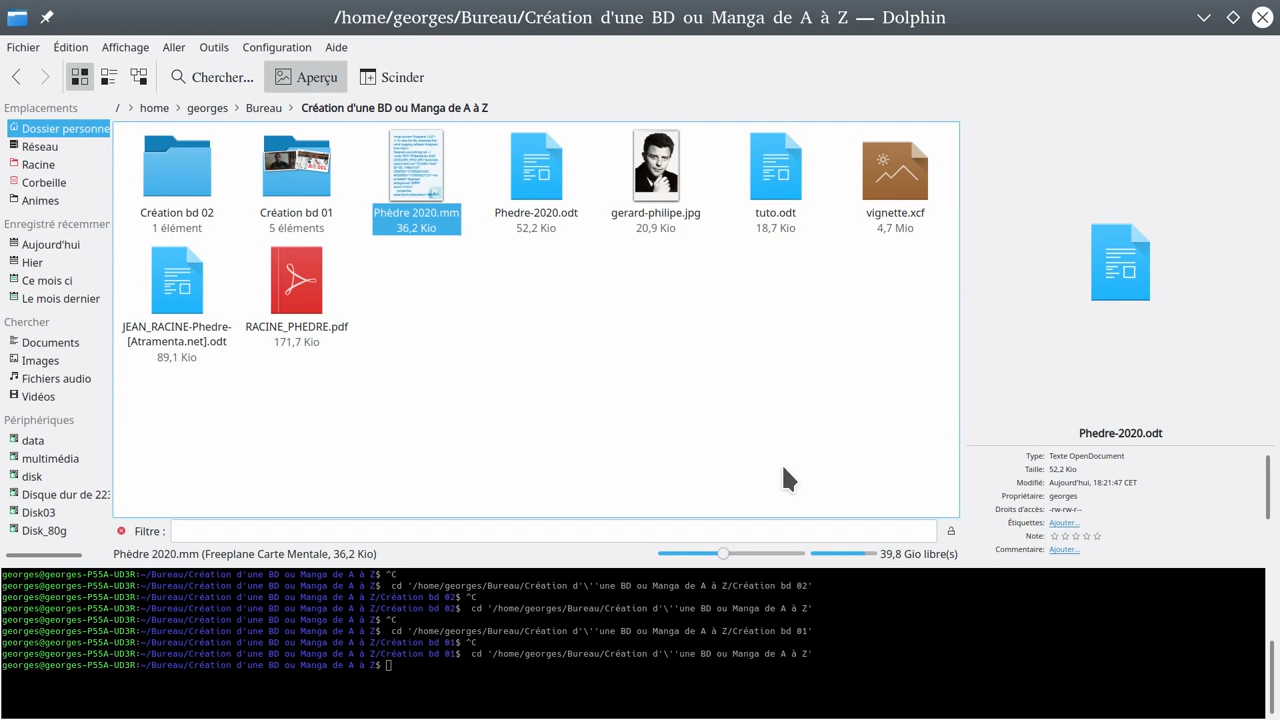 /home/georges/Bureau/Création d'une BD ou Manga de A à Z — Dolphin
Fichier Édition Affichage Aller Outils Configuration Aide
Chercher... Aperçu Scinder
Emplacements
Dossier personne
Réseau
Racine
Corbeille
Animes
Enregistré récemmer
Aujourd'hui
Hier
Ce mois ci
Le mois dernier
Chercher
Documents
Images
Fichiers audio
Vidéos
Périphériques
data
multimédia
disk
Disque dur de 223
Disk03
Disk_80g
/ > home > georges > Bureau > Création d'une BD ou Manga de A à Z
Création bd 02
1 élément
Création bd 01
5 éléments
Phèdre 2020.mm
36,2 Kio
Phedre-2020.odt
52,2 Kio
gerard-philipe.jpg
20,9 Kio
tuto.odt
18,7 Kio
vignette.xcf
4,7 Mio
JEAN_RACINE-Phedre-
[Atramenta.net].odt
89,1 Kio
RACINE_PHEDRE.pdf
171,7 Kio
Filtre :
Phèdre 2020.mm (Freeplane Carte Mentale, 36,2 Kio)
39,8 Gio libre(s)
Phedre-2020.odt
Type: Texte OpenDocument
Taille: 52,2 Kio
Modifié: Aujourd'hui, 18:21:47 CET
Propriétaire: georges
Droits d'accès: -rw-rw-r--
Étiquettes: Ajouter...
Note:
Commentaire: Ajouter...
georges@georges-P55A-UD3R:~/Bureau/Création d'une BD ou Manga de A à Z$ ^C
georges@georges-P55A-UD3R:~/Bureau/Création d'une BD ou Manga de A à Z$  cd '/home/georges/Bureau/Création d'\''une BD ou Manga de A à Z/Création bd 02'
georges@georges-P55A-UD3R:~/Bureau/Création d'une BD ou Manga de A à Z/Création bd 02$ ^C
georges@georges-P55A-UD3R:~/Bureau/Création d'une BD ou Manga de A à Z/Création bd 02$  cd '/home/georges/Bureau/Création d'\''une BD ou Manga de A à Z'
georges@georges-P55A-UD3R:~/Bureau/Création d'une BD ou Manga de A à Z$ ^C
georges@georges-P55A-UD3R:~/Bureau/Création d'une BD ou Manga de A à Z$  cd '/home/georges/Bureau/Création d'\''une BD ou Manga de A à Z/Création bd 01'
georges@georges-P55A-UD3R:~/Bureau/Création d'une BD ou Manga de A à Z/Création bd 01$ ^C
georges@georges-P55A-UD3R:~/Bureau/Création d'une BD ou Manga de A à Z/Création bd 01$  cd '/home/georges/Bureau/Création d'\''une BD ou Manga de A à Z'
georges@georges-P55A-UD3R:~/Bureau/Création d'une BD ou Manga de A à Z$